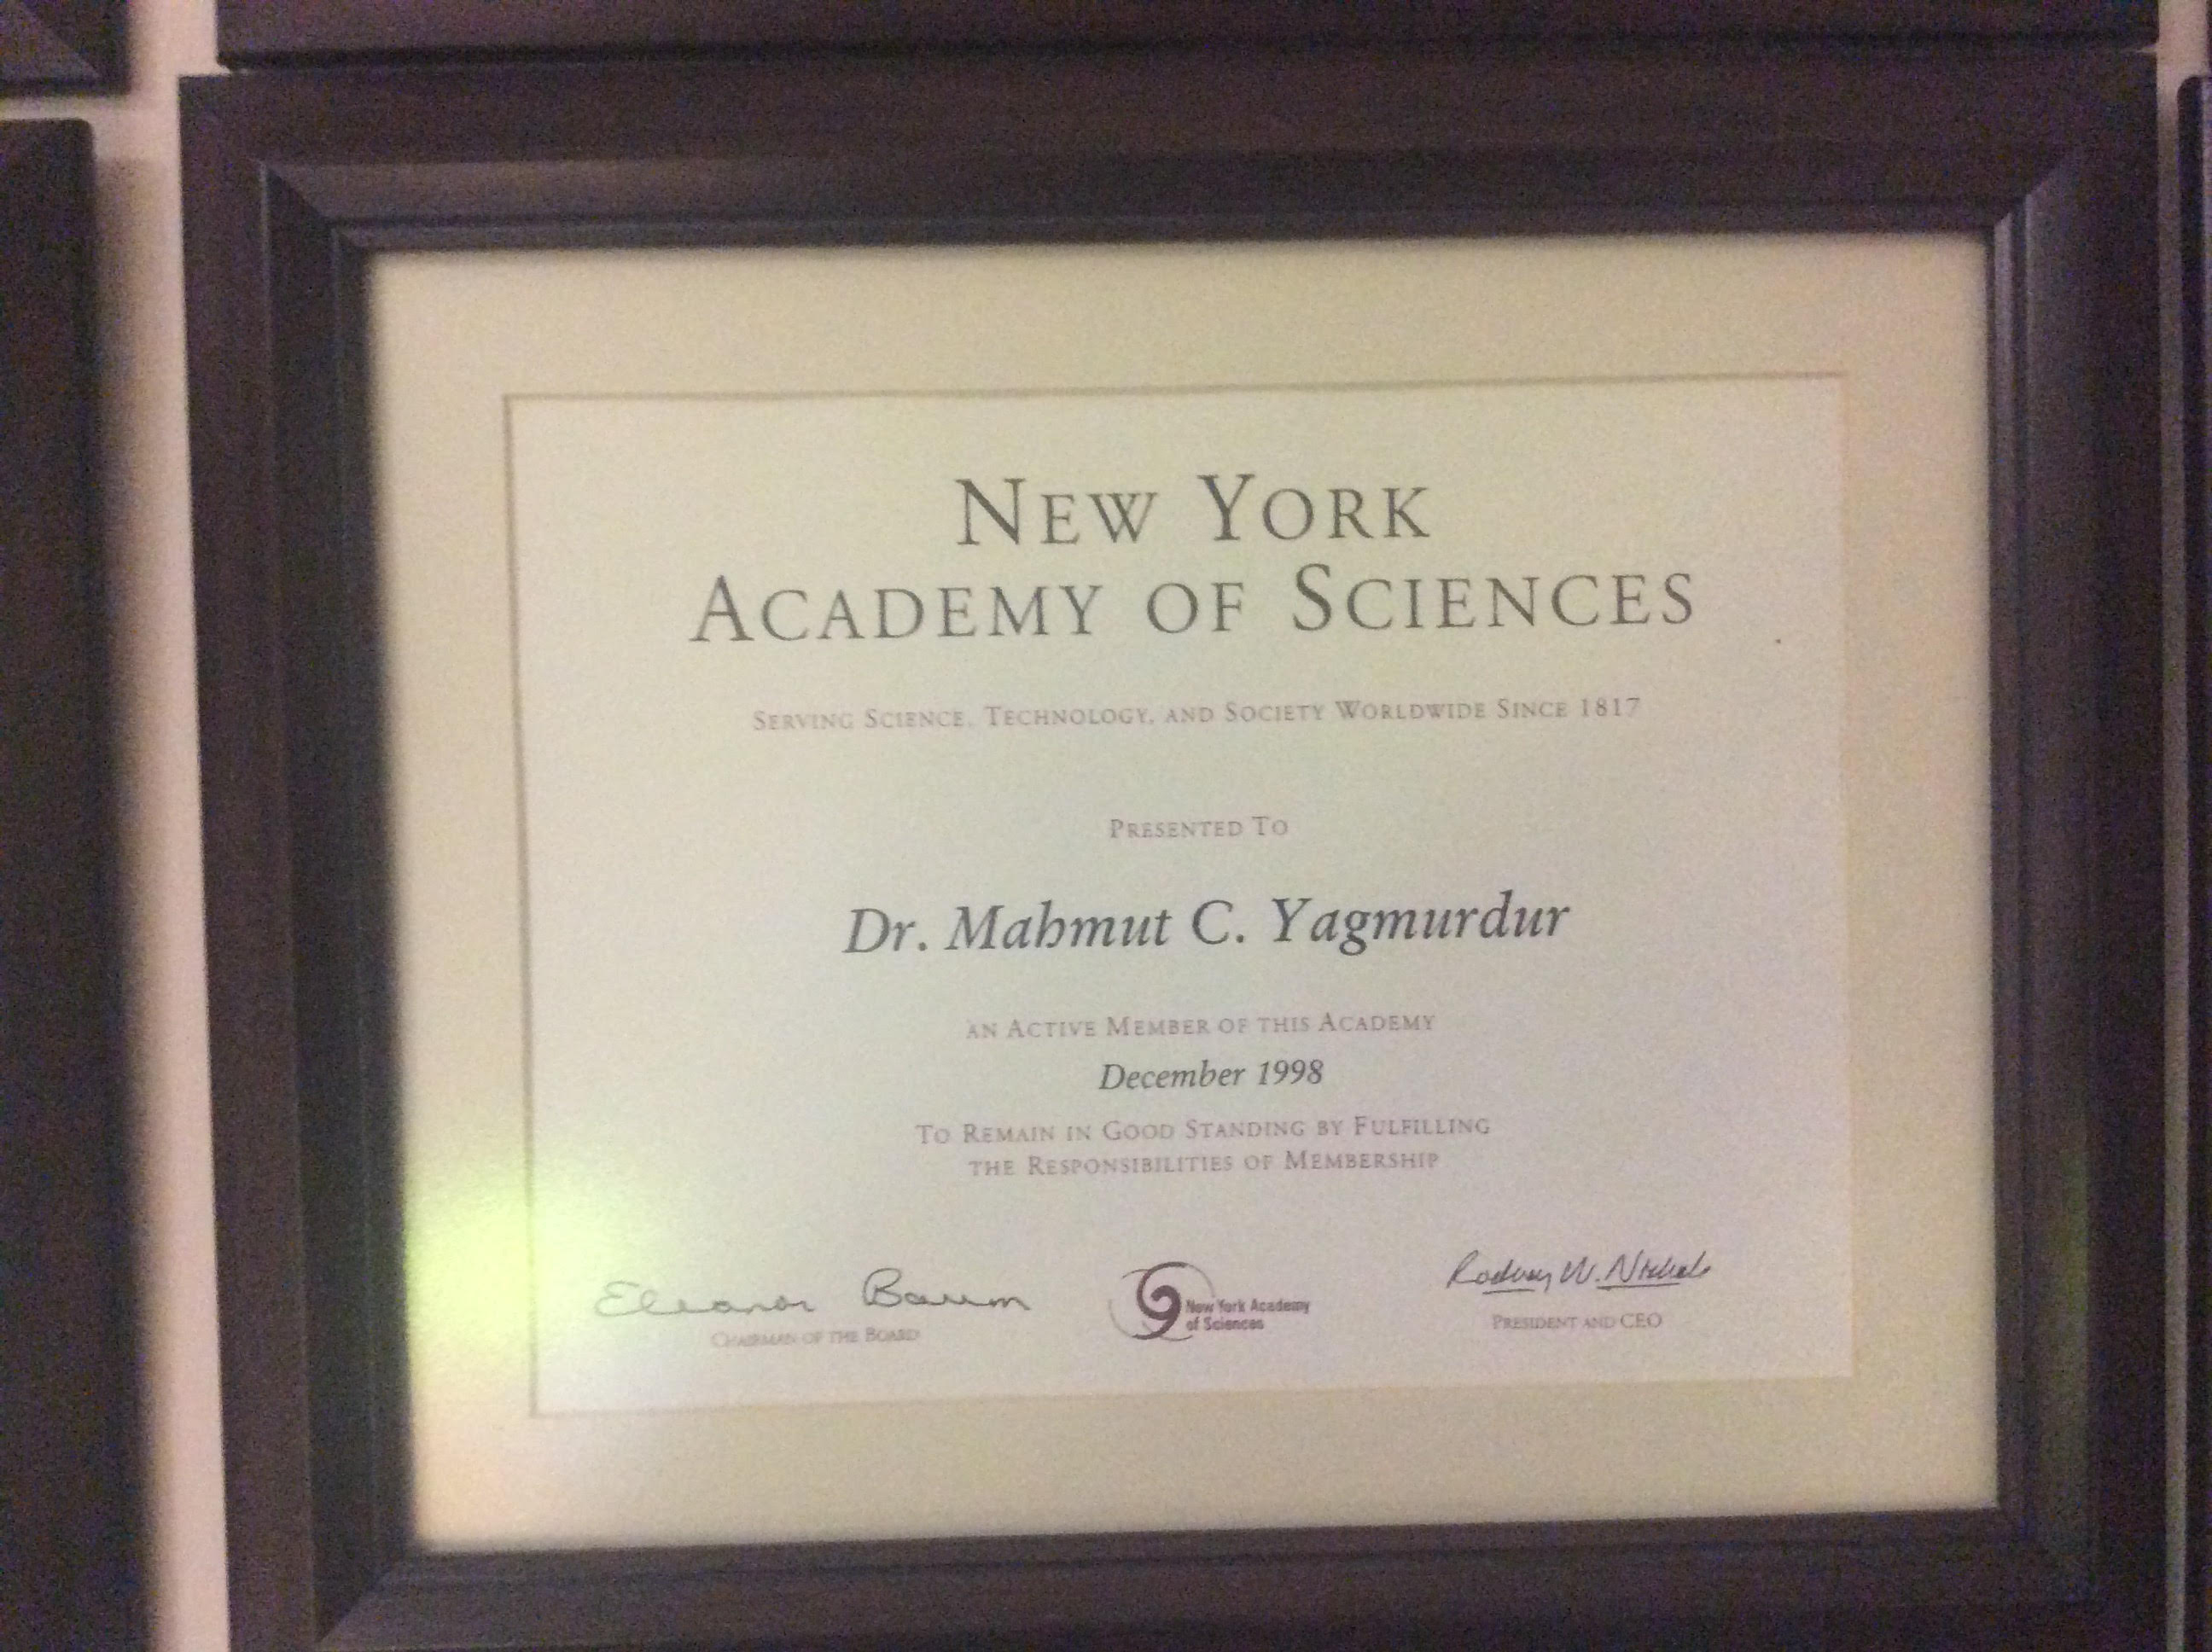 NEW YORK
ACADEMY OF SCIENCES
SERVING SCIENCE, TECHNOLOGY, AND SOCIETY WORLDWIDE SINCE 1817
PRESENTED TO
Dr. Mahmut C. Yagmurdur
AN ACTIVE MEMBER OF THIS ACADEMY
December 1998
TO REMAIN IN GOOD STANDING BY FULFILLING
THE RESPONSIBILITIES OF MEMBERSHIP
Eleanor Baum
CHAIRMAN OF THE BOARD
New York Academy
of Sciences
Rodney W. Nichols
PRESIDENT AND CEO